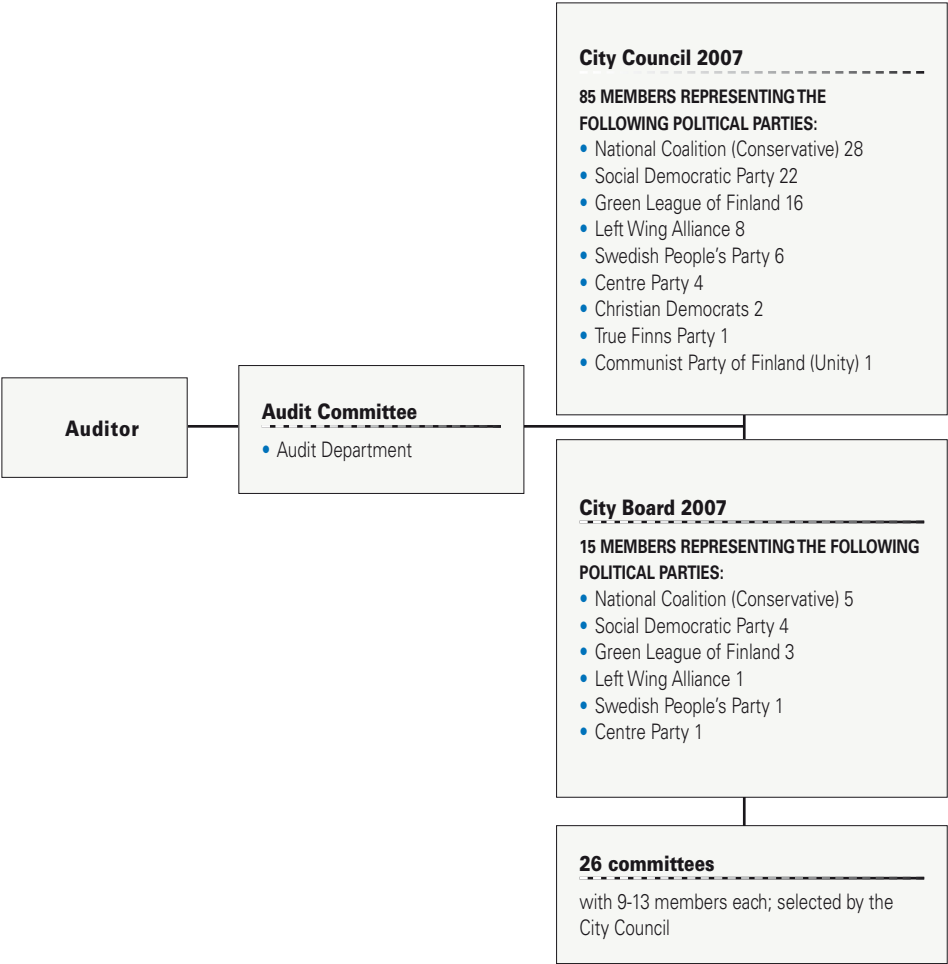 City Council 2007
85 MEMBERS REPRESENTING THE
FOLLOWING POLITICAL PARTIES:
• National Coalition (Conservative) 28
• Social Democratic Party 22
• Green League of Finland 16
• Left Wing Alliance 8
• Swedish People's Party 6
• Centre Party 4
• Christian Democrats 2
• True Finns Party 1
• Communist Party of Finland (Unity) 1
Auditor
Audit Committee
• Audit Department
City Board 2007
15 MEMBERS REPRESENTING THE FOLLOWING
POLITICAL PARTIES:
• National Coalition (Conservative) 5
• Social Democratic Party 4
• Green League of Finland 3
• Left Wing Alliance 1
• Swedish People's Party 1
• Centre Party 1
26 committees
with 9-13 members each; selected by the
City Council